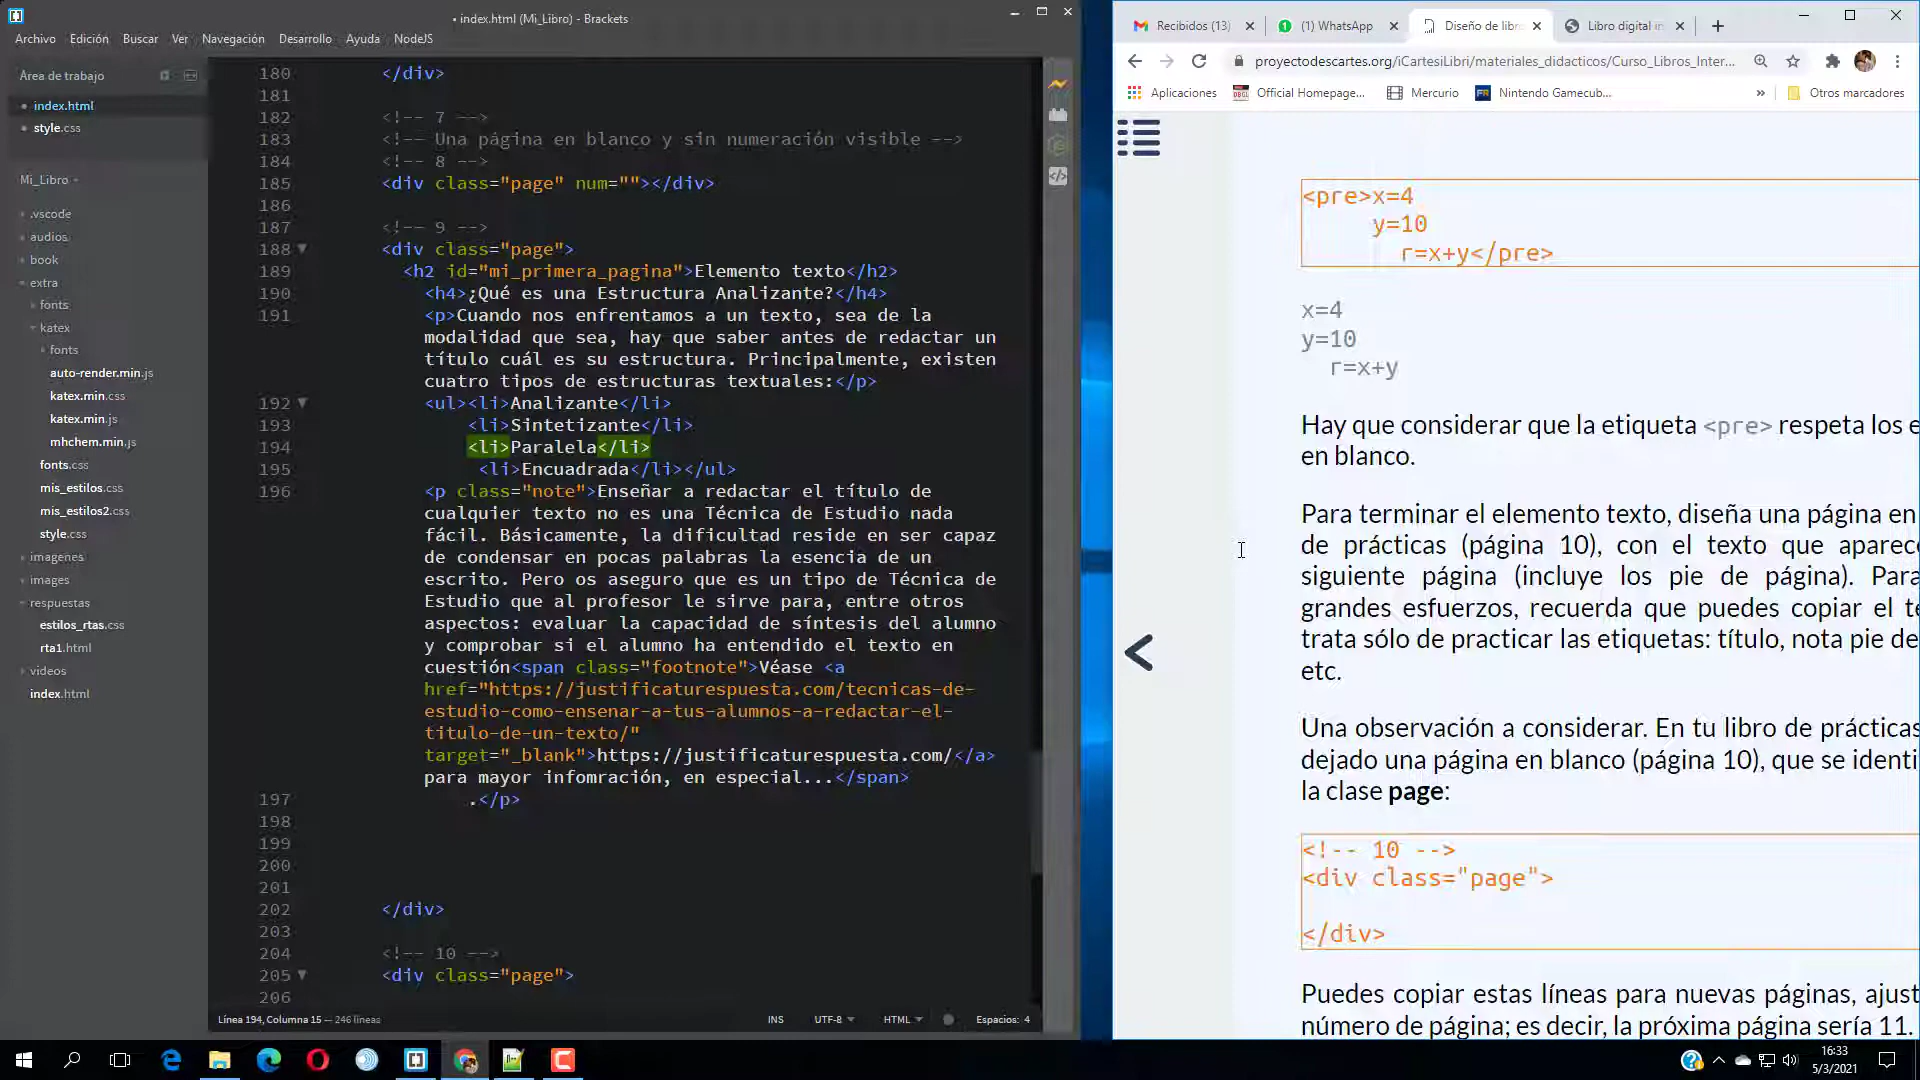 • index.html (Mi_Libro) - Brackets
Archivo Edición Buscar Ver Navegación Desarrollo Ayuda NodeJS
Área de trabajo
index.html
style.css
Mi_Libro
.vscode
audios
book
extra
fonts
katex
fonts
auto-render.min.js
katex.min.css
katex.min.js
mhchem.min.js
fonts.css
mis_estilos.css
mis_estilos2.css
style.css
imagenes
images
respuestas
estilos_rtas.css
rta1.html
videos
index.html
180 </div>
181
182 <!-- 7 -->
183 <!-- Una página en blanco y sin numeración visible -->
184 <!-- 8 -->
185 <div class="page" num=""></div>
186
187 <!-- 9 -->
188 <div class="page">
189 <h2 id="mi_primera_pagina">Elemento texto</h2>
190 <h4>¿Qué es una Estructura Analizante?</h4>
191 <p>Cuando nos enfrentamos a un texto, sea de la
modalidad que sea, hay que saber antes de redactar un
título cuál es su estructura. Principalmente, existen
cuatro tipos de estructuras textuales:</p>
192 <ul><li>Analizante</li>
193 <li>Sintetizante</li>
194 <li>Paralela</li>
195 <li>Encuadrada</li></ul>
196 <p class="note">Enseñar a redactar el título de
cualquier texto no es una Técnica de Estudio nada
fácil. Básicamente, la dificultad reside en ser capaz
de condensar en pocas palabras la esencia de un
escrito. Pero os aseguro que es un tipo de Técnica de
Estudio que al profesor le sirve para, entre otros
aspectos: evaluar la capacidad de síntesis del alumno
y comprobar si el alumno ha entendido el texto en
cuestión<span class="footnote">Véase <a
href="https://justificaturespuesta.com/tecnicas-de-
estudio-como-ensenar-a-tus-alumnos-a-redactar-el-
titulo-de-un-texto/"
target="_blank">https://justificaturespuesta.com/</a>
para mayor infomración, en especial...</span>
197 .</p>
198
199
200
201
202 </div>
203
204 <!-- 10 -->
205 <div class="page">
206
Línea 194, Columna 15 — 246 líneas INS UTF-8 HTML Espacios: 4
Recibidos (13) (1) WhatsApp Diseño de libr Libro digital in
proyectodescartes.org/iCartesiLibri/materiales_didacticos/Curso_Libros_Inter...
Aplicaciones Official Homepage... Mercurio Nintendo Gamecub... » Otros marcadores
<pre>x=4
y=10
r=x+y</pre>
x=4
y=10
r=x+y
Hay que considerar que la etiqueta <pre> respeta los e
en blanco.
Para terminar el elemento texto, diseña una página en
de prácticas (página 10), con el texto que aparec
siguiente página (incluye los pie de página). Para
grandes esfuerzos, recuerda que puedes copiar el te
trata sólo de practicar las etiquetas: título, nota pie de
etc.
Una observación a considerar. En tu libro de prácticas
dejado una página en blanco (página 10), que se identi
la clase page:
<!-- 10 -->
<div class="page">
</div>
Puedes copiar estas líneas para nuevas páginas, ajust
número de página; es decir, la próxima página sería 11.
16:33
5/3/2021